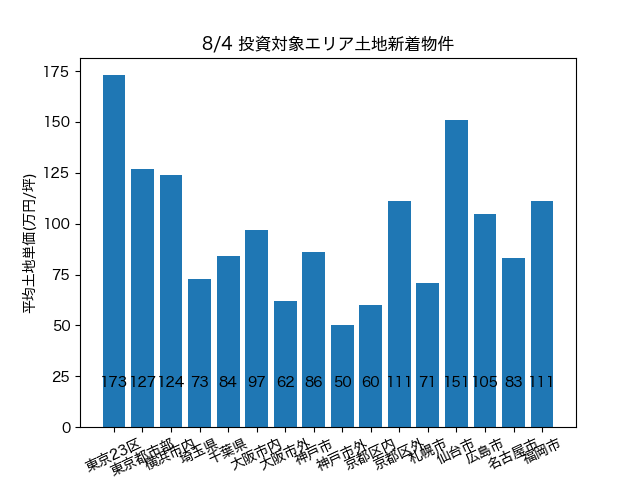 8/4 投資対象エリア土地新着物件
平均土地単価(万円/坪)
175
150
125
100
75
50
25
0
173 127 124 73 84 97 62 86 50 60 111 71 151 105 83 111
東京23区 東京都市部 横浜市内 埼玉県 千葉県 大阪市内 大阪市外 神戸市 神戸市外 京都区内 京都区外 札幌市 仙台市 広島市 名古屋市 福岡市